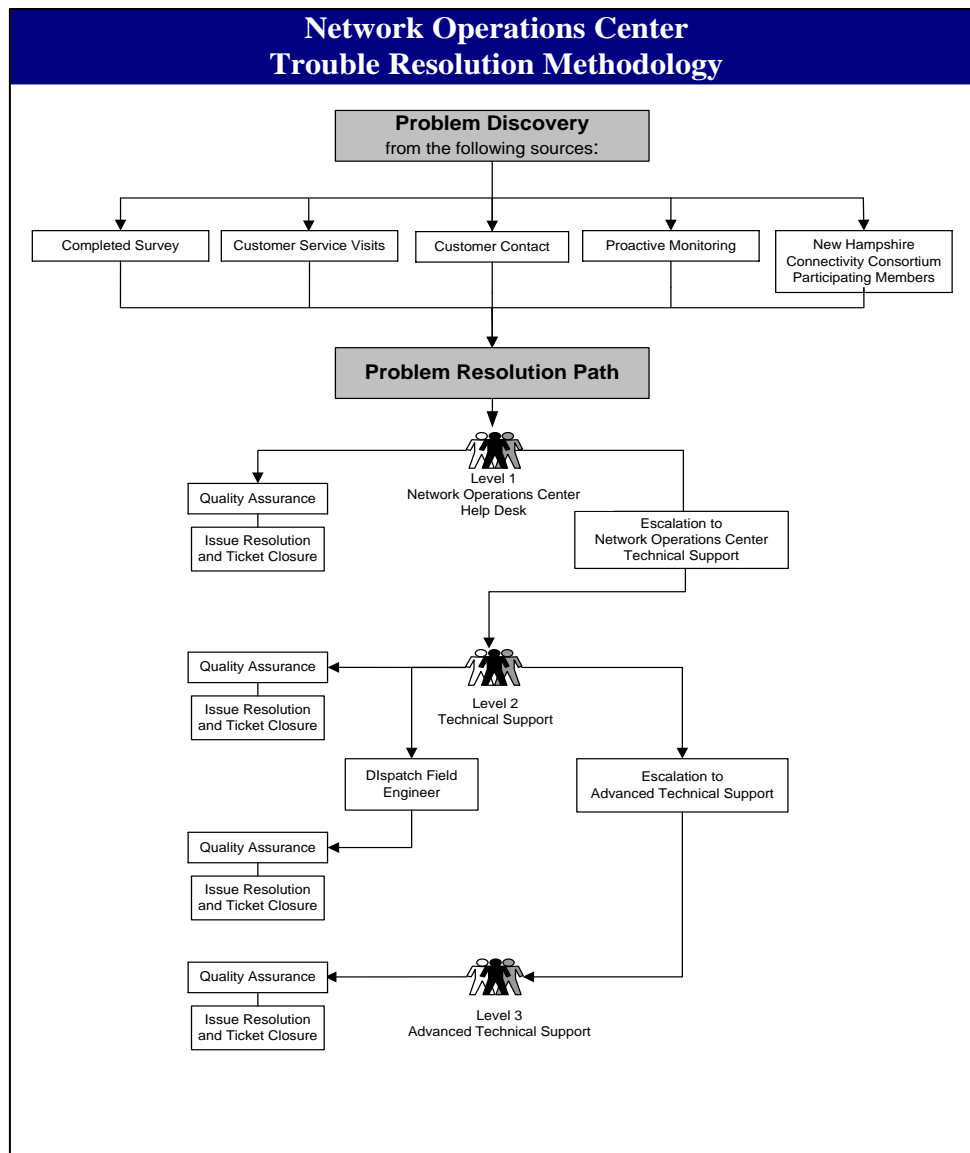 Network Operations Center
Trouble Resolution Methodology
Problem Discovery
from the following sources:
Completed Survey
Customer Service Visits
Customer Contact
Proactive Monitoring
New Hampshire
Connectivity Consortium
Participating Members
Problem Resolution Path
Level 1
Network Operations Center
Help Desk
Quality Assurance
Issue Resolution
and Ticket Closure
Escalation to
Network Operations Center
Technical Support
Quality Assurance
Issue Resolution
and Ticket Closure
Level 2
Technical Support
DIspatch Field
Engineer
Escalation to
Advanced Technical Support
Quality Assurance
Issue Resolution
and Ticket Closure
Quality Assurance
Issue Resolution
and Ticket Closure
Level 3
Advanced Technical Support